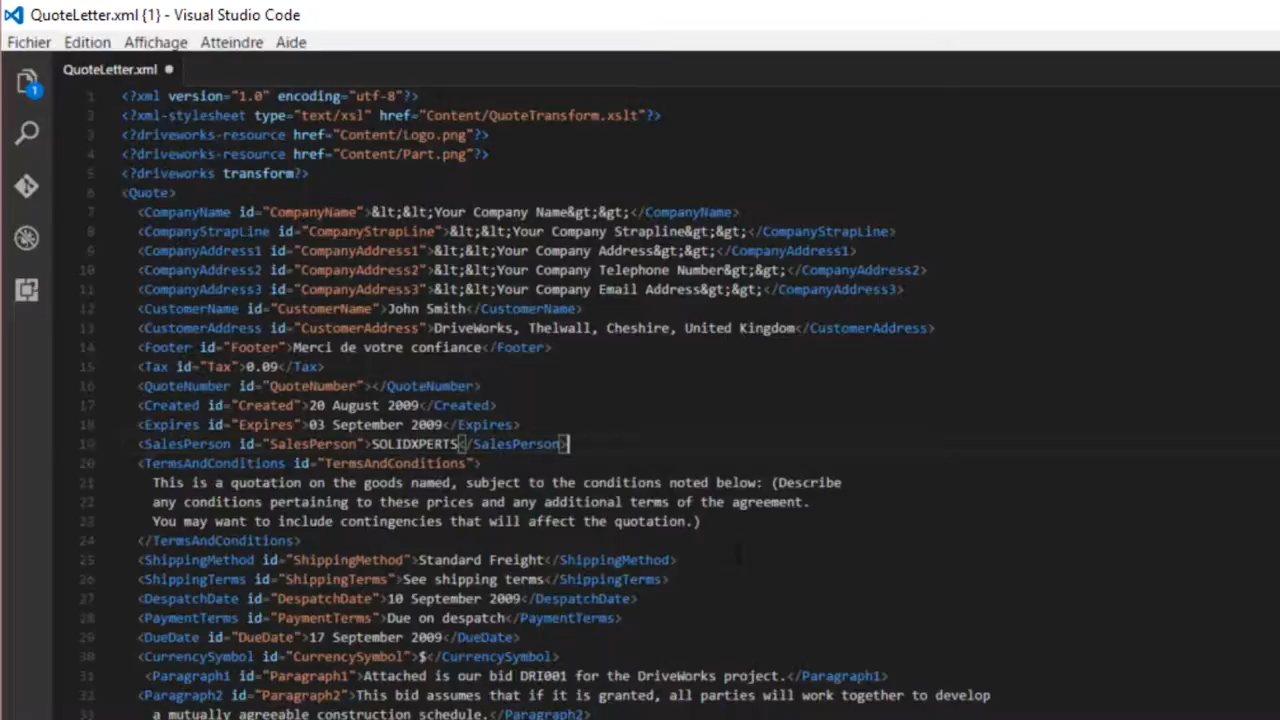 QuoteLetter.xml {1} - Visual Studio Code
Fichier Edition Affichage Atteindre Aide
QuoteLetter.xml
1
1 <?xml version="1.0" encoding="utf-8"?>
2 <?xml-stylesheet type="text/xsl" href="Content/QuoteTransform.xslt"?>
3 <?driveworks-resource href="Content/Logo.png"?>
4 <?driveworks-resource href="Content/Part.png"?>
5 <?driveworks transform?>
6 <Quote>
7 <CompanyName id="CompanyName">&lt;&lt;Your Company Name&gt;&gt;</CompanyName>
8 <CompanyStrapLine id="CompanyStrapLine">&lt;&lt;Your Company Strapline&gt;&gt;</CompanyStrapLine>
9 <CompanyAddress1 id="CompanyAddress1">&lt;&lt;Your Company Address&gt;&gt;</CompanyAddress1>
10 <CompanyAddress2 id="CompanyAddress2">&lt;&lt;Your Company Telephone Number&gt;&gt;</CompanyAddress2>
11 <CompanyAddress3 id="CompanyAddress3">&lt;&lt;Your Company Email Address&gt;&gt;</CompanyAddress3>
12 <CustomerName id="CustomerName">John Smith</CustomerName>
13 <CustomerAddress id="CustomerAddress">DriveWorks, Thelwall, Cheshire, United Kingdom</CustomerAddress>
14 <Footer id="Footer">Merci de votre confiance</Footer>
15 <Tax id="Tax">0.09</Tax>
16 <QuoteNumber id="QuoteNumber"></QuoteNumber>
17 <Created id="Created">20 August 2009</Created>
18 <Expires id="Expires">03 September 2009</Expires>
19 <SalesPerson id="SalesPerson">SOLIDXPERTS</SalesPerson>
20 <TermsAndConditions id="TermsAndConditions">
21 This is a quotation on the goods named, subject to the conditions noted below: (Describe
22 any conditions pertaining to these prices and any additional terms of the agreement.
23 You may want to include contingencies that will affect the quotation.)
24 </TermsAndConditions>
25 <ShippingMethod id="ShippingMethod">Standard Freight</ShippingMethod>
26 <ShippingTerms id="ShippingTerms">See shipping terms</ShippingTerms>
27 <DespatchDate id="DespatchDate">10 September 2009</DespatchDate>
28 <PaymentTerms id="PaymentTerms">Due on despatch</PaymentTerms>
29 <DueDate id="DueDate">17 September 2009</DueDate>
30 <CurrencySymbol id="CurrencySymbol">$</CurrencySymbol>
31 <Paragraph1 id="Paragraph1">Attached is our bid DRI001 for the DriveWorks project.</Paragraph1>
32 <Paragraph2 id="Paragraph2">This bid assumes that if it is granted, all parties will work together to develop
33 a mutually agreeable construction schedule.</Paragraph2>